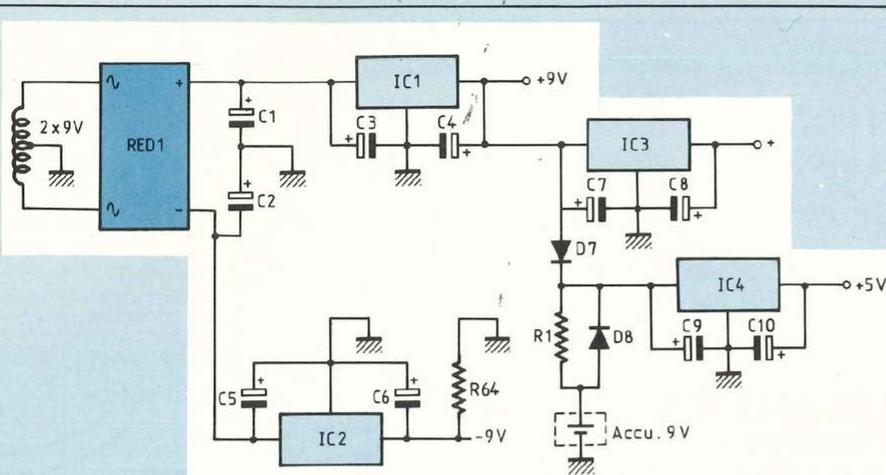 2x9V
∿
+
RED1
∿
-
+
C1
+
C2
IC1
+9V
+
C3
C4
+
IC3
+
+
C7
C8
+
D7
IC4
+5V
R1
D8
+
C9
C10
+
Accu. 9V
+
C5
+
C6
R64
IC2
-9V